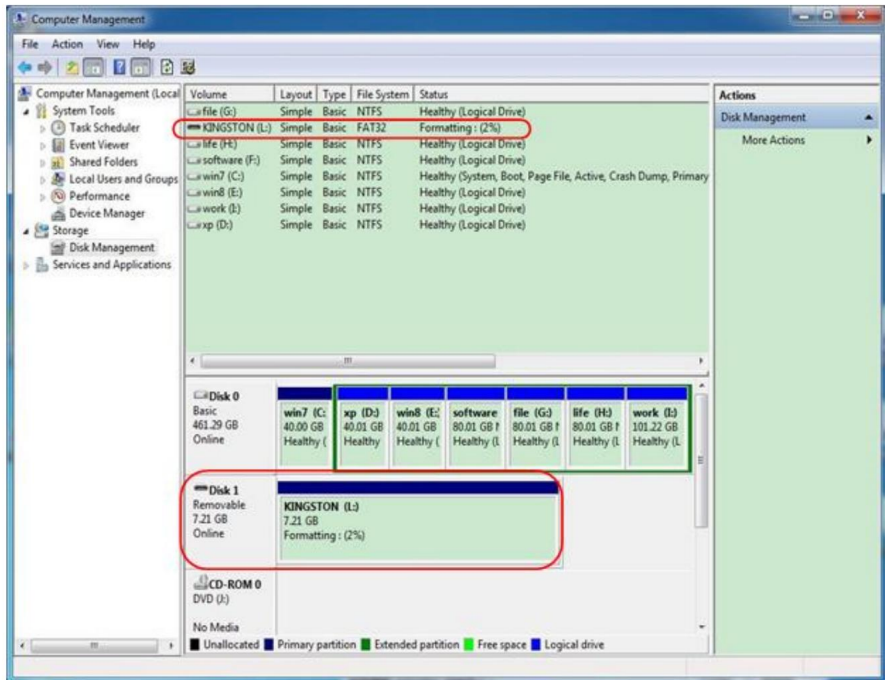 Computer Management
File Action View Help
Computer Management (Local
System Tools
Task Scheduler
Event Viewer
Shared Folders
Local Users and Groups
Performance
Device Manager
Storage
Disk Management
Services and Applications
Volume Layout Type File System Status
file (G:) Simple Basic NTFS Healthy (Logical Drive)
KINGSTON (L:) Simple Basic FAT32 Formatting : (2%)
life (H:) Simple Basic NTFS Healthy (Logical Drive)
software (F:) Simple Basic NTFS Healthy (Logical Drive)
win7 (C:) Simple Basic NTFS Healthy (System, Boot, Page File, Active, Crash Dump, Primary
win8 (E:) Simple Basic NTFS Healthy (Logical Drive)
work (I:) Simple Basic NTFS Healthy (Logical Drive)
xp (D:) Simple Basic NTFS Healthy (Logical Drive)
Actions
Disk Management
More Actions
Disk 0
Basic
461.29 GB
Online
win7 (C: xp (D:) win8 (E: software file (G:) life (H:) work (I:)
40.00 GB 40.01 GB 40.01 GB 80.01 GB 80.01 GB 80.01 GB 101.22 GB
Healthy ( Healthy Healthy ( Healthy (L Healthy (L Healthy (L Healthy (L
Disk 1
Removable
7.21 GB
Online
KINGSTON (L:)
7.21 GB
Formatting : (2%)
CD-ROM 0
DVD (J:)
No Media
Unallocated Primary partition Extended partition Free space Logical drive